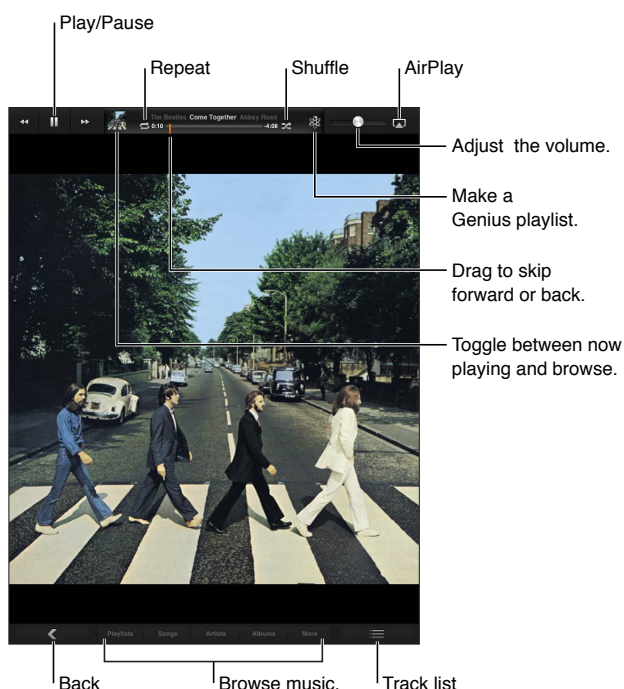 Play/Pause
Repeat
Shuffle
AirPlay
The Beatles Come Together Abbey Road
0:10
-4:08
Adjust the volume.
Make a
Genius playlist.
Drag to skip
forward or back.
Toggle between now
playing and browse.
Playlists
Songs
Artists
Albums
More
Back
Browse music.
Track list